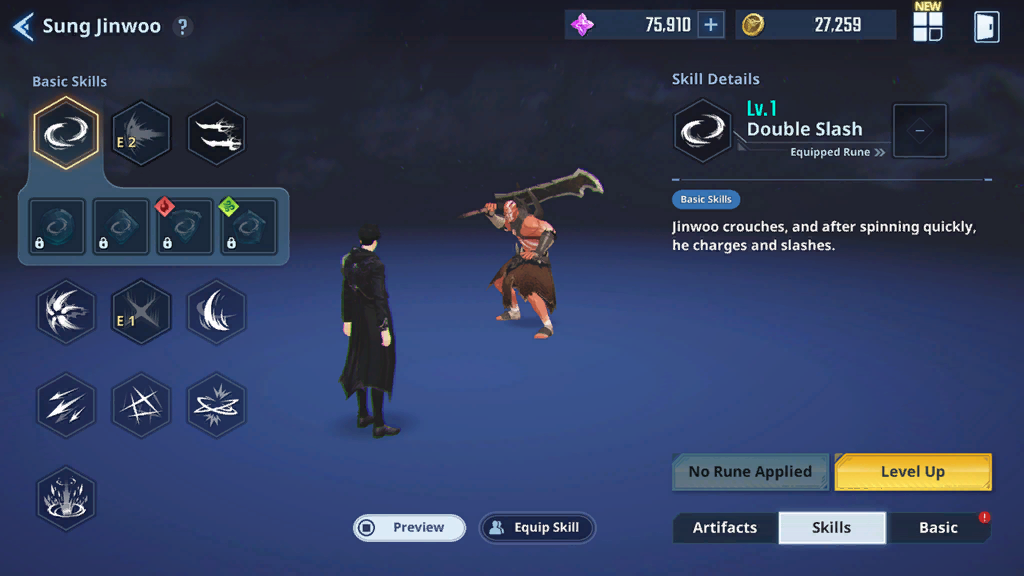 Sung Jinwoo ?
75,910 +
27,259
NEW
Basic Skills
E 2
E 1
Skill Details
Lv.1
Double Slash
Equipped Rune >>
Basic Skills
Jinwoo crouches, and after spinning quickly,
he charges and slashes.
No Rune Applied
Level Up
Preview
Equip Skill
Artifacts
Skills
Basic
!